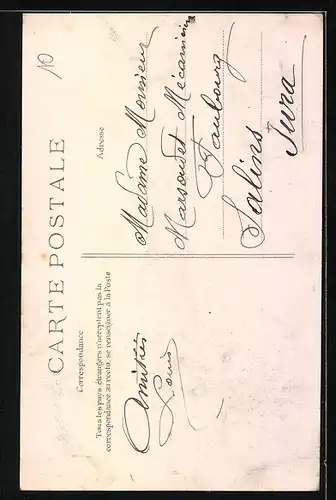 CARTE POSTALE
Correspondance
Tous les pays étrangers n'acceptent pas la
correspondance au recto, se renseigner à la Poste
Amitiés
Louis
Adresse
Madame Monsieur
Marsoudet Mécanicien
Faubourg
Salins
Jura